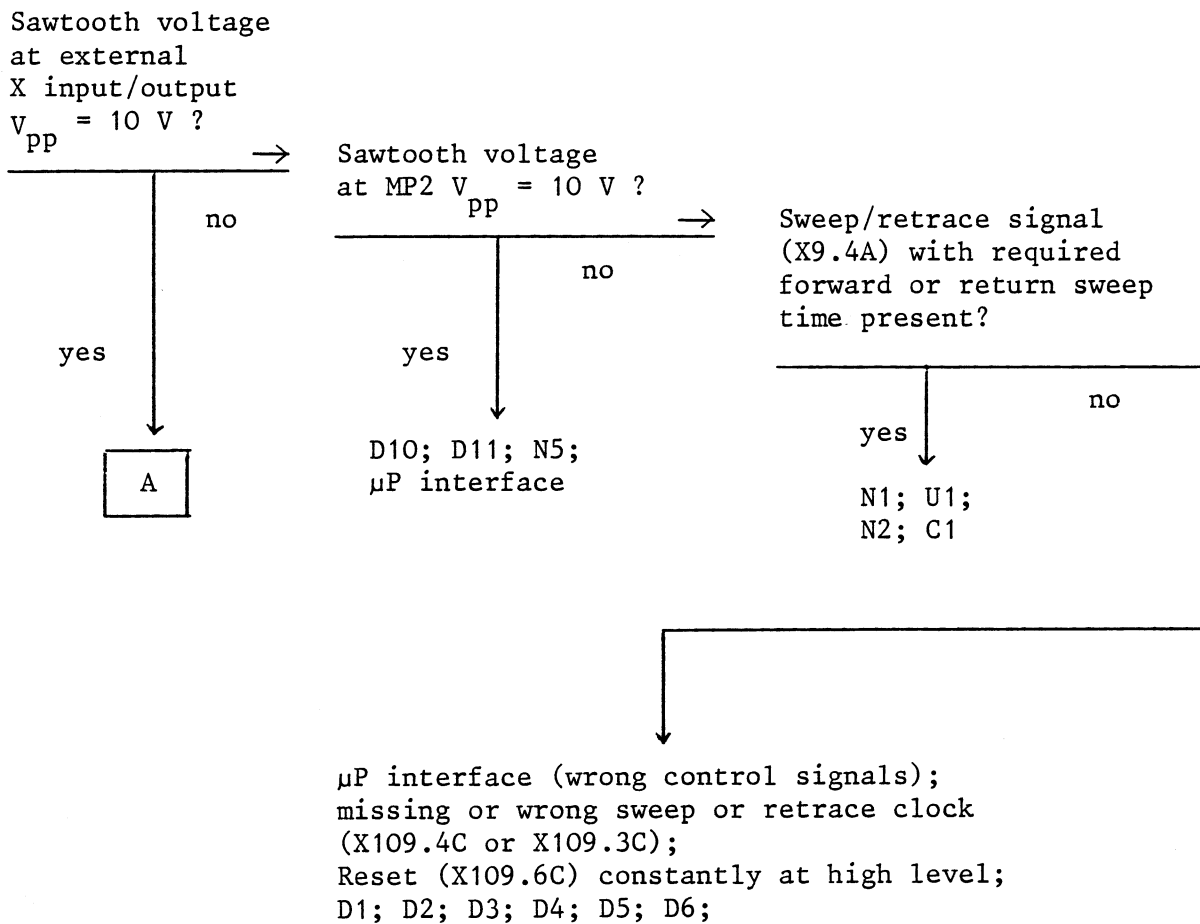 Sawtooth voltage
at external
X input/output
Vpp = 10 V ?
no
yes
A
Sawtooth voltage
at MP2 Vpp = 10 V ?
no
yes
D10; D11; N5;
µP interface
Sweep/retrace signal
(X9.4A) with required
forward or return sweep
time present?
no
yes
N1; U1;
N2; C1
µP interface (wrong control signals);
missing or wrong sweep or retrace clock
(X109.4C or X109.3C);
Reset (X109.6C) constantly at high level;
D1; D2; D3; D4; D5; D6;